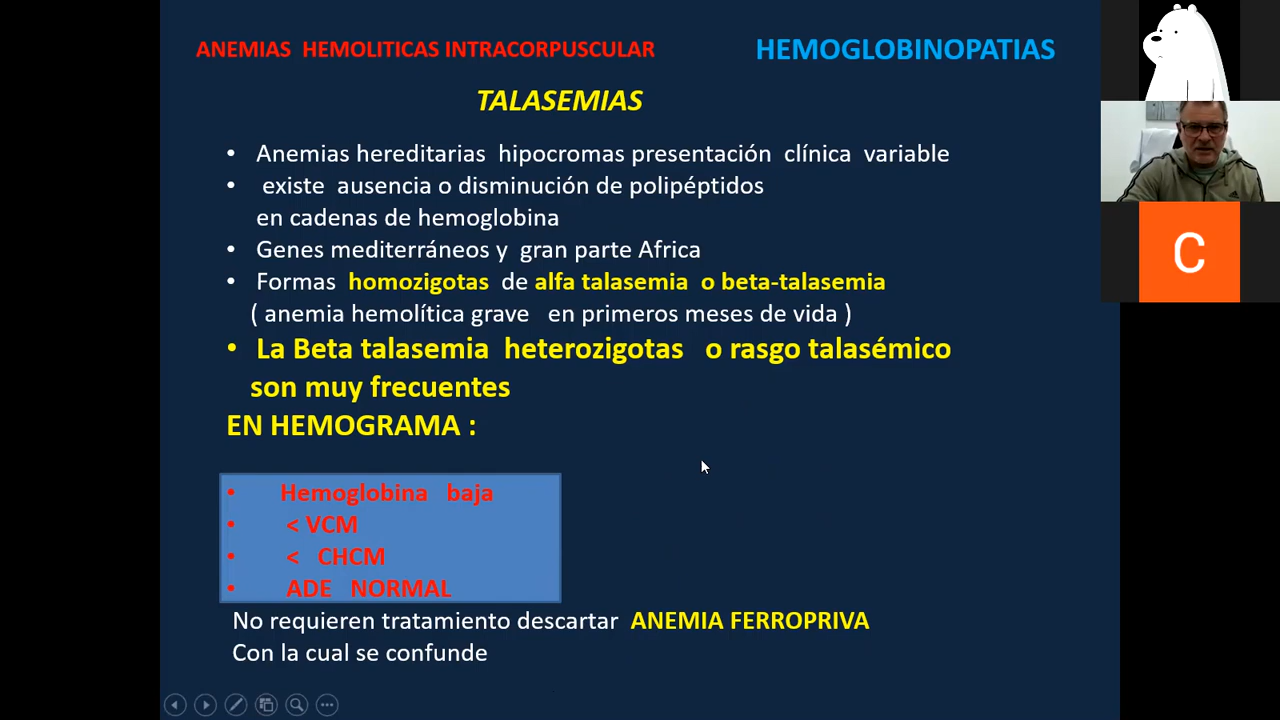 ANEMIAS HEMOLITICAS INTRACORPUSCULAR
HEMOGLOBINOPATIAS
TALASEMIAS
• Anemias hereditarias hipocromas presentación clínica variable
• existe ausencia o disminución de polipéptidos
en cadenas de hemoglobina
• Genes mediterráneos y gran parte Africa
• Formas homozigotas de alfa talasemia o beta-talasemia
( anemia hemolítica grave en primeros meses de vida )
• La Beta talasemia heterozigotas o rasgo talasémico
son muy frecuentes
EN HEMOGRAMA :
• Hemoglobina baja
• < VCM
• < CHCM
• ADE NORMAL
No requieren tratamiento descartar ANEMIA FERROPRIVA
Con la cual se confunde
C